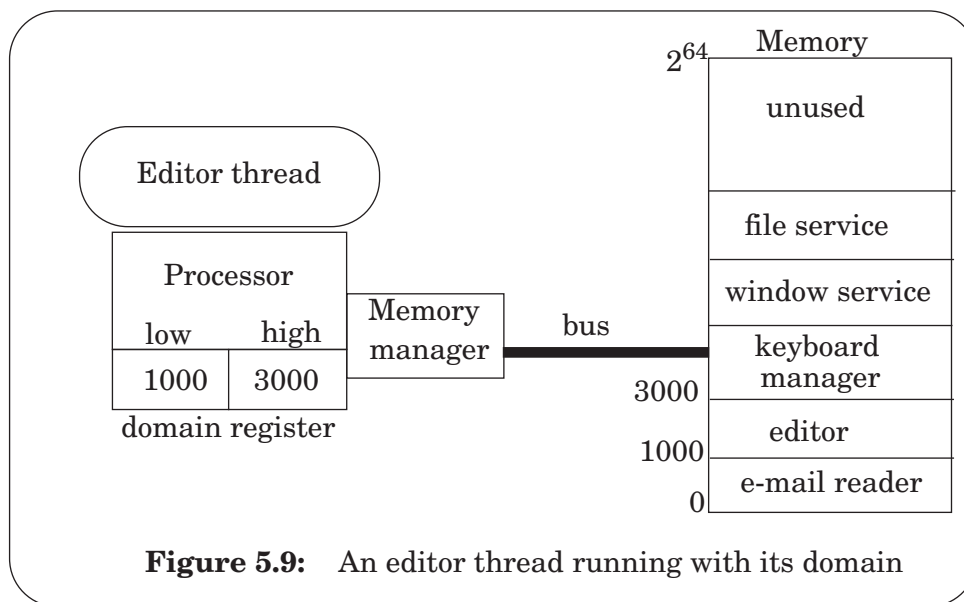 Memory
2^64
unused
Editor thread
file service
Processor
window service
low high
Memory
manager
bus
keyboard
manager
1000 3000
3000
domain register
editor
1000
e-mail reader
0
Figure 5.9: An editor thread running with its domain